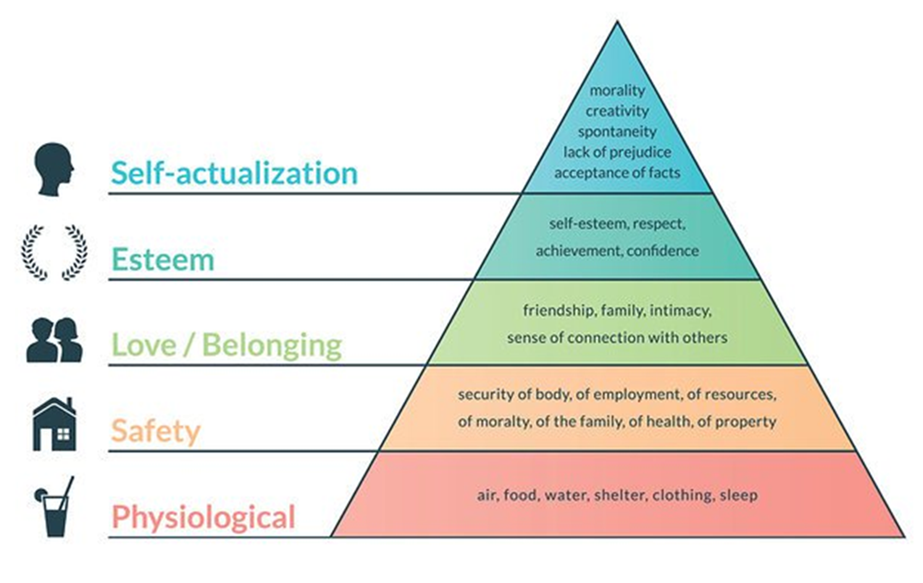 morality
creativity
spontaneity
lack of prejudice
acceptance of facts
Self-actualization
self-esteem, respect,
achievement, confidence
Esteem
friendship, family, intimacy,
sense of connection with others
Love / Belonging
security of body, of employment, of resources,
of moralty, of the family, of health, of property
Safety
air, food, water, shelter, clothing, sleep
Physiological